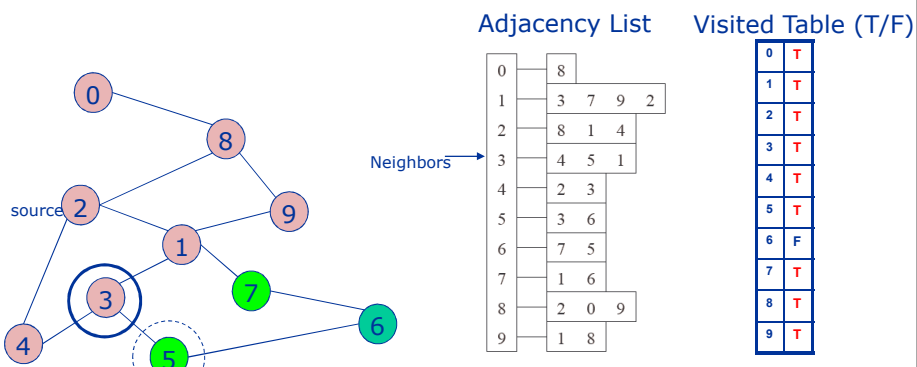 Adjacency List
Visited Table (T/F)
source
0
8
2
9
1
7
3
6
4
5
Neighbors
0 8
1 3 7 9 2
2 8 1 4
3 4 5 1
4 2 3
5 3 6
6 7 5
7 1 6
8 2 0 9
9 1 8
0 T
1 T
2 T
3 T
4 T
5 T
6 F
7 T
8 T
9 T